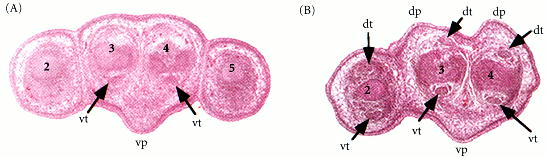 (A)
3 4
2 5
vt vt
vp
(B)
dp dt dp
dt dt
3 4
2
vt vt vt
vp